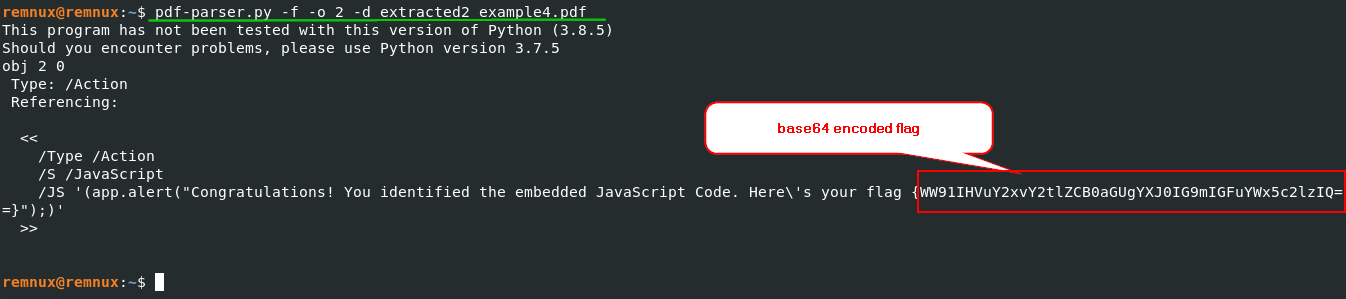 remnux@remnux:~$ pdf-parser.py -f -o 2 -d extracted2 example4.pdf
This program has not been tested with this version of Python (3.8.5)
Should you encounter problems, please use Python version 3.7.5
obj 2 0
 Type: /Action
 Referencing:
base64 encoded flag
  <<
    /Type /Action
    /S /JavaScript
    /JS '(app.alert("Congratulations! You identified the embedded JavaScript Code. Here\'s your flag {WW91IHVuY2xvY2tlZCB0aGUgYXJ0IG9mIGFuYWx5c2lzIQ=
=}");)'
  >>
remnux@remnux:~$